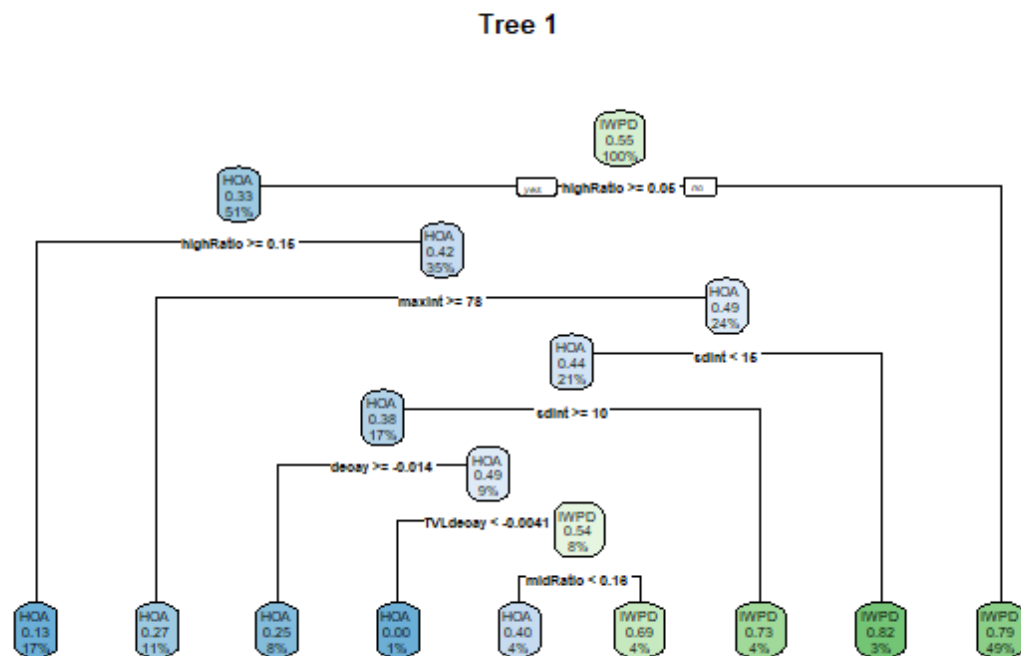 Tree 1
IWPD
0.55
100%
yes highRatio >= 0.05 no
HOA
0.33
51%
highRatio >= 0.15
HOA
0.42
35%
maxInt >= 78
HOA
0.49
24%
sdInt < 15
HOA
0.44
21%
sdInt >= 10
HOA
0.38
17%
decay >= -0.014
HOA
0.49
9%
TVLdecay < -0.0041
IWPD
0.54
8%
midRatio < 0.16
HOA
0.13
17%
HOA
0.27
11%
HOA
0.25
8%
HOA
0.00
1%
HOA
0.40
4%
IWPD
0.69
4%
IWPD
0.73
4%
IWPD
0.82
3%
IWPD
0.79
49%